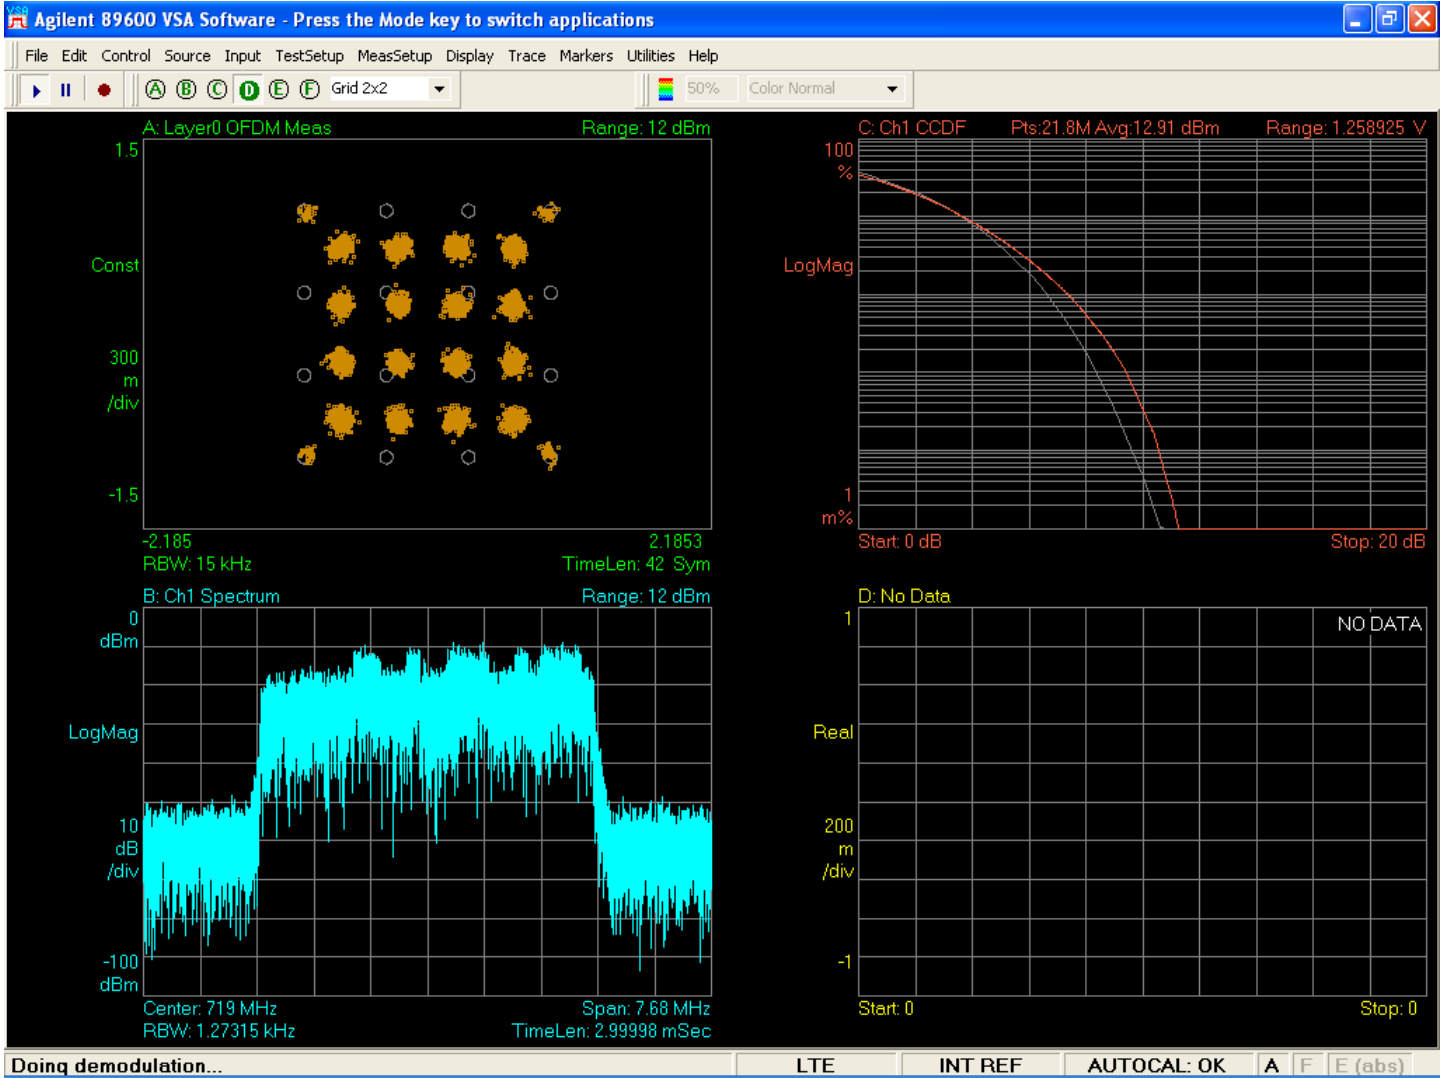 Agilent 89600 VSA Software - Press the Mode key to switch applications
File Edit Control Source Input TestSetup MeasSetup Display Trace Markers Utilities Help
A B C D E F Grid 2x2 50% Color Normal
A: Layer0 OFDM Meas Range: 12 dBm
1.5
Const
300
m
/div
-1.5
-2.185 2.1853
RBW: 15 kHz TimeLen: 42 Sym
C: Ch1 CCDF Pts:21.8M Avg:12.91 dBm Range: 1.258925 V
100
%
LogMag
1
m%
Start: 0 dB Stop: 20 dB
B: Ch1 Spectrum Range: 12 dBm
0
dBm
LogMag
10
dB
/div
-100
dBm
Center: 719 MHz Span: 7.68 MHz
RBW: 1.27315 kHz TimeLen: 2.99998 mSec
D: No Data
1
NO DATA
Real
200
m
/div
-1
Start: 0 Stop: 0
Doing demodulation... LTE INT REF AUTOCAL: OK A F E (abs)